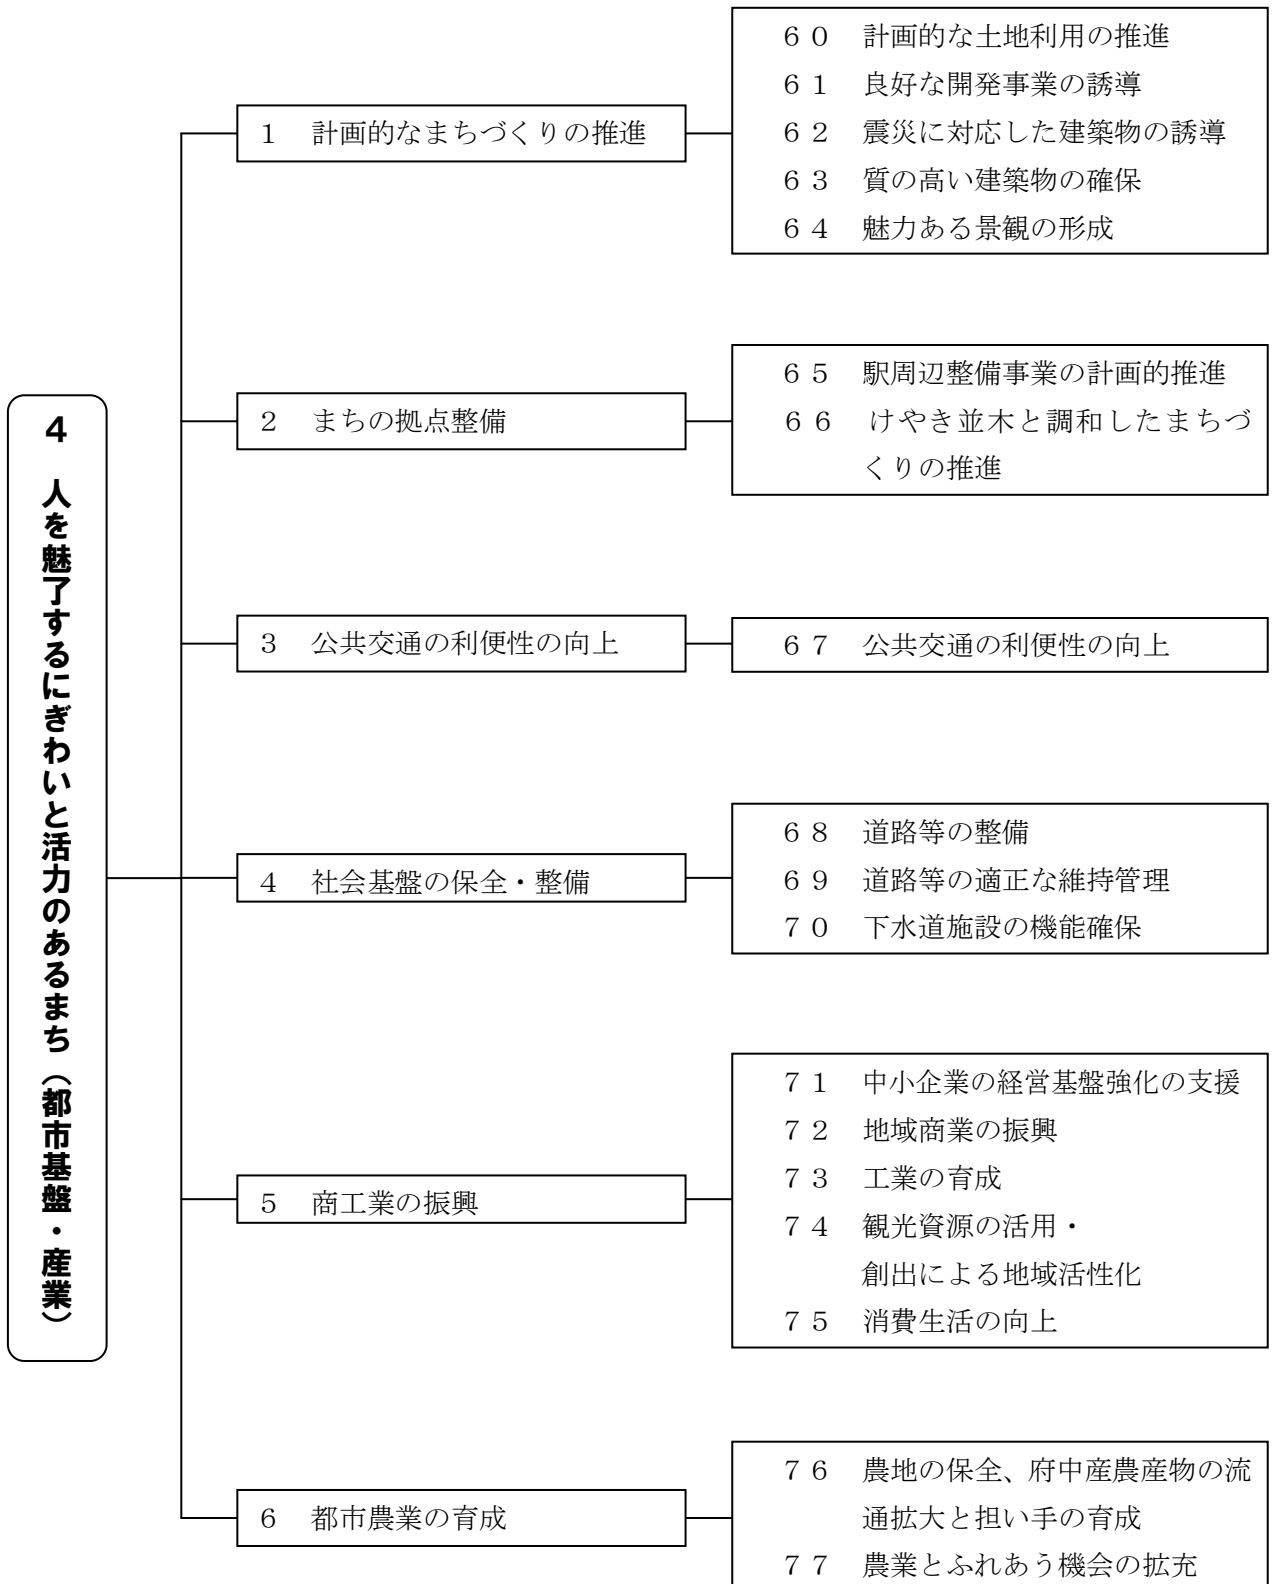 4 人を魅了するにぎわいと活力のあるまち（都市基盤・産業）
1 計画的なまちづくりの推進
60 計画的な土地利用の推進
61 良好な開発事業の誘導
62 震災に対応した建築物の誘導
63 質の高い建築物の確保
64 魅力ある景観の形成
2 まちの拠点整備
65 駅周辺整備事業の計画的推進
66 けやき並木と調和したまちづ
くりの推進
3 公共交通の利便性の向上
67 公共交通の利便性の向上
4 社会基盤の保全・整備
68 道路等の整備
69 道路等の適正な維持管理
70 下水道施設の機能確保
5 商工業の振興
71 中小企業の経営基盤強化の支援
72 地域商業の振興
73 工業の育成
74 観光資源の活用・
創出による地域活性化
75 消費生活の向上
6 都市農業の育成
76 農地の保全、府中産農産物の流
通拡大と担い手の育成
77 農業とふれあう機会の拡充